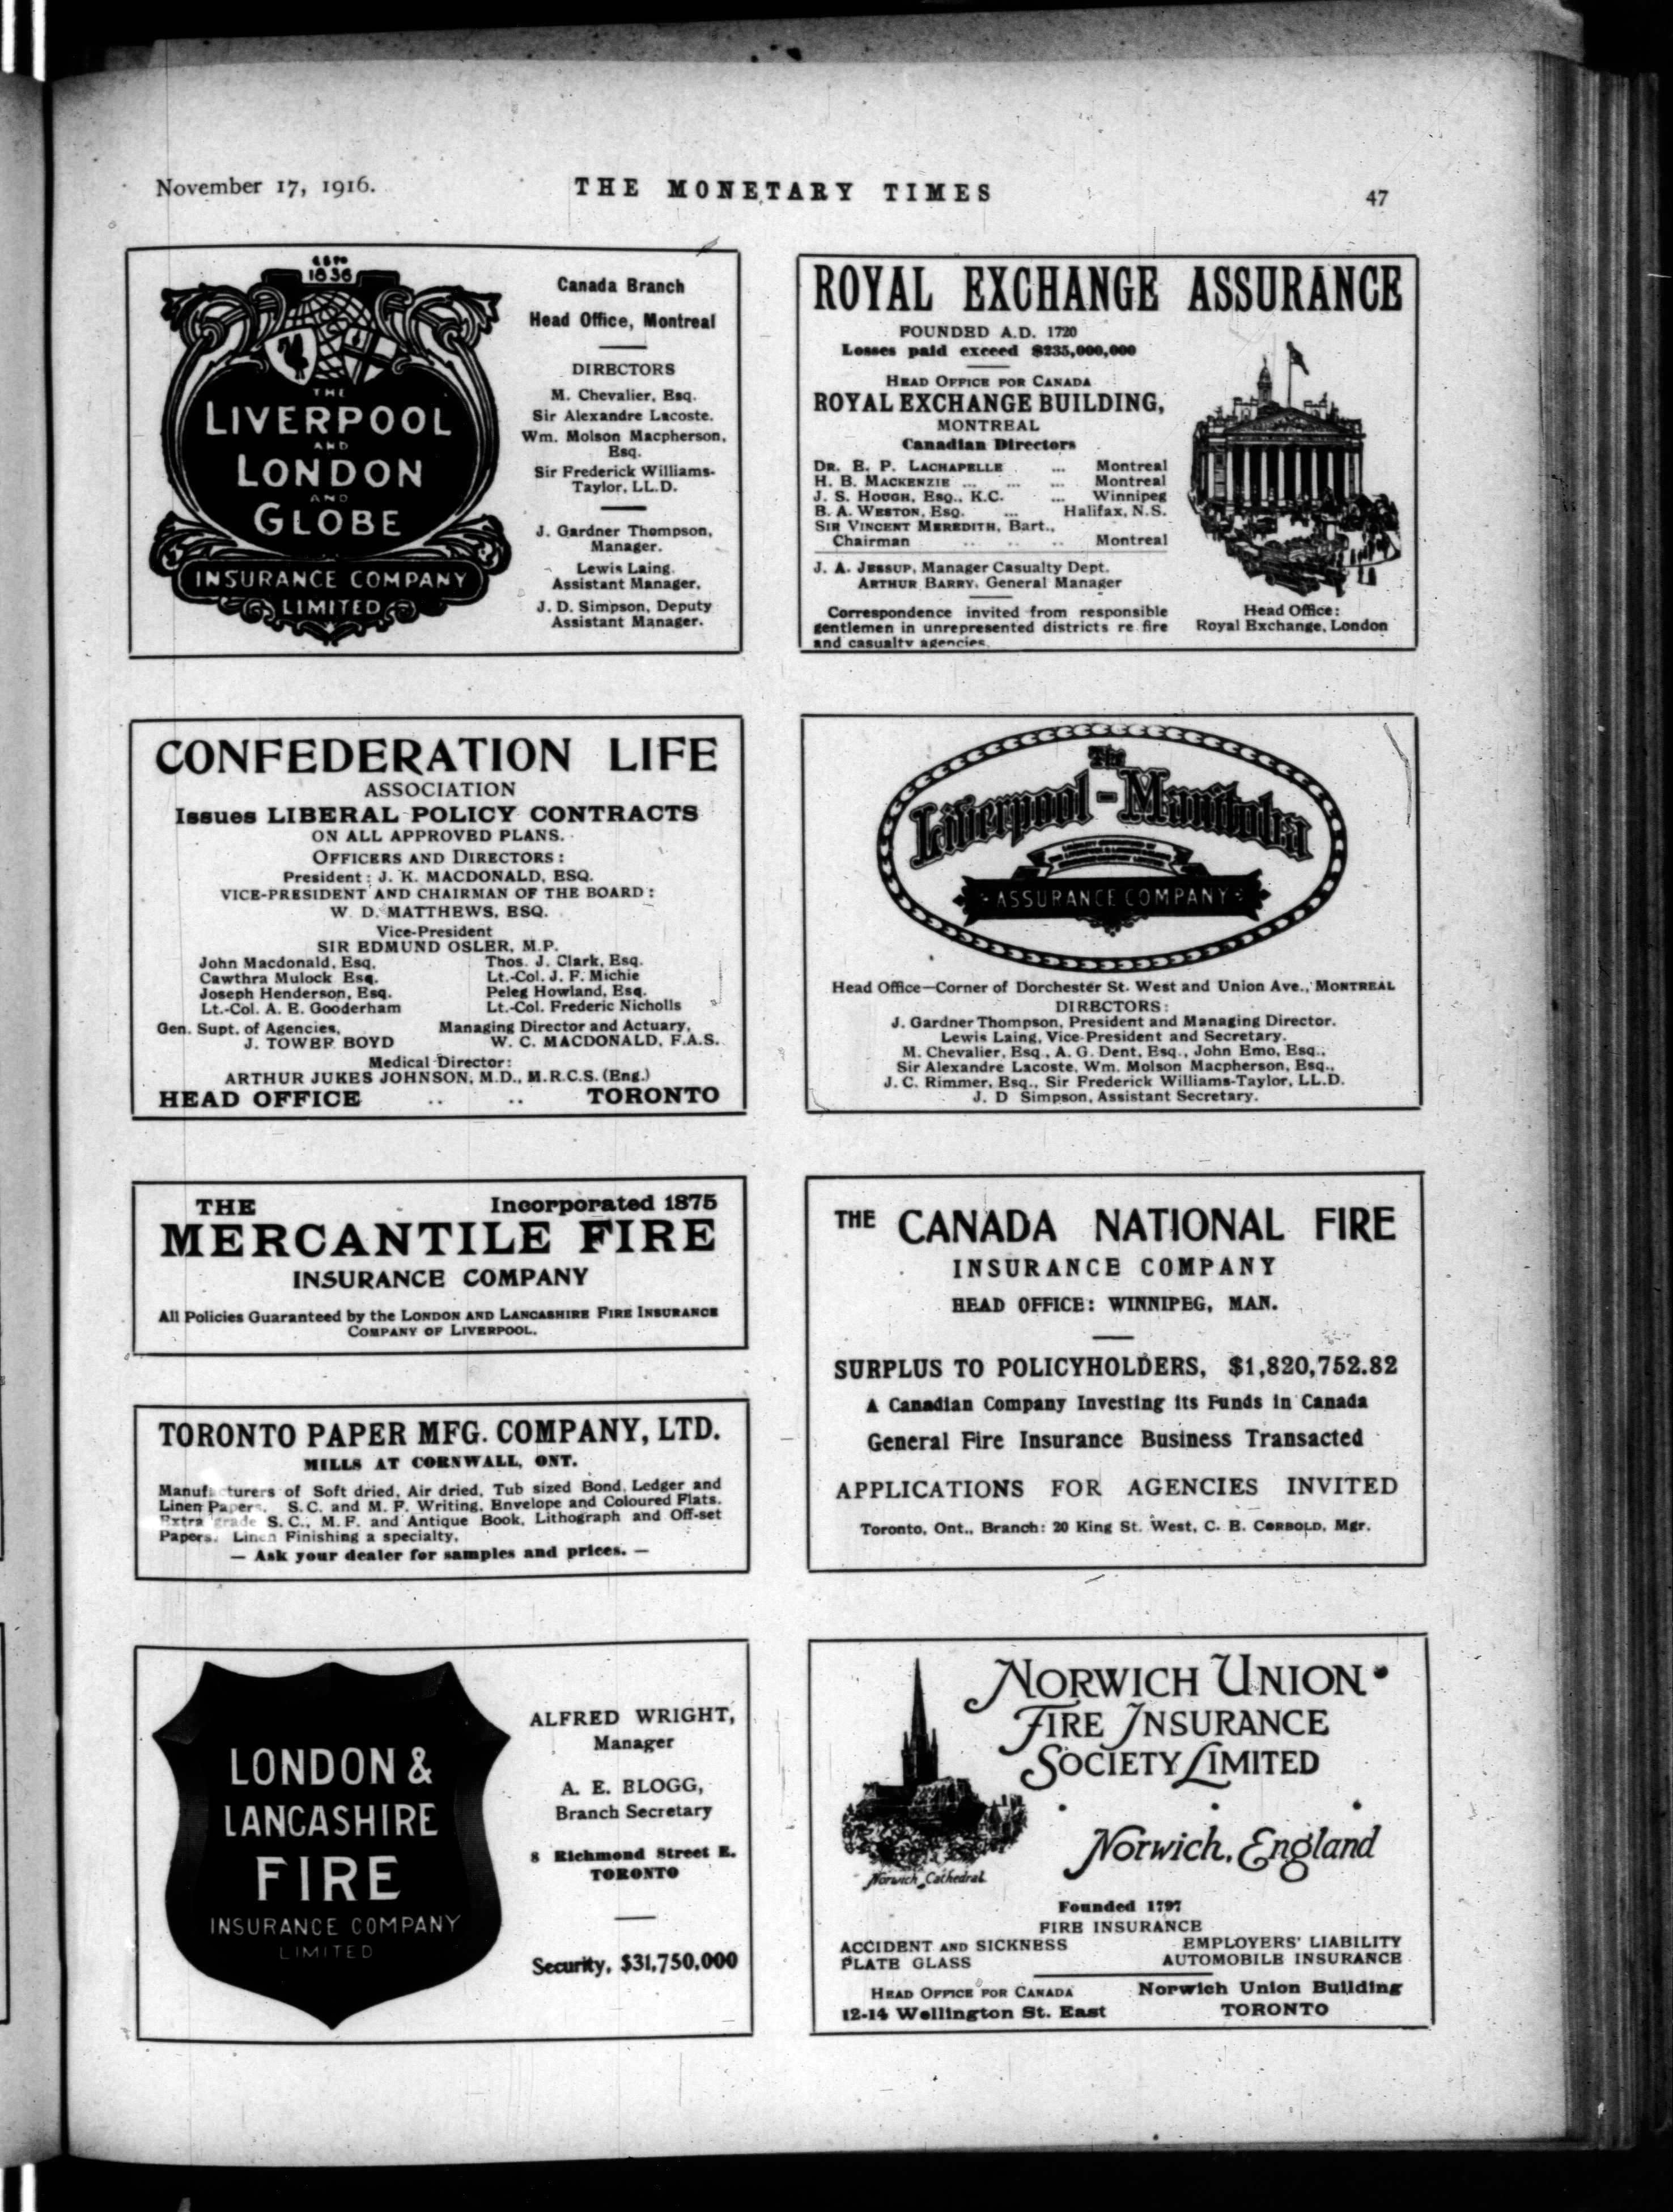 November 17, 1916.
THE MONETARY TIMES
47
ESTD
1836
THE
LIVERPOOL
AND
LONDON
AND
GLOBE
INSURANCE COMPANY
LIMITED
Canada Branch
Head Office, Montreal
DIRECTORS
M. Chevalier, Esq.
Sir Alexandre Lacoste.
Wm. Molson Macpherson,
Esq.
Sir Frederick Williams-
Taylor, LL.D.
J. Gardner Thompson,
Manager.
Lewis Laing,
Assistant Manager.
J. D. Simpson, Deputy
Assistant Manager.
ROYAL EXCHANGE ASSURANCE
FOUNDED A.D. 1720
Losses paid exceed $235,000,000
HEAD OFFICE FOR CANADA
ROYAL EXCHANGE BUILDING,
MONTREAL
Canadian Directors
DR. E. P. LACHAPELLE ... Montreal
H. B. MACKENZIE ... ... ... Montreal
J. S. HOUGH, ESQ., K.C. ... Winnipeg
B. A. WESTON, ESQ. ... Halifax, N.S.
SIR VINCENT MEREDITH, Bart.,
Chairman ... .. .. Montreal
J. A. JESSUP, Manager Casualty Dept.
ARTHUR BARRY, General Manager
Correspondence invited from responsible
gentlemen in unrepresented districts re fire
and casualty agencies.
Head Office:
Royal Exchange, London
CONFEDERATION LIFE
ASSOCIATION
Issues LIBERAL POLICY CONTRACTS
ON ALL APPROVED PLANS.
OFFICERS AND DIRECTORS:
President: J. K. MACDONALD, ESQ.
VICE-PRESIDENT AND CHAIRMAN OF THE BOARD:
W. D. MATTHEWS, ESQ.
Vice-President
SIR EDMUND OSLER, M.P.
John Macdonald, Esq. Thos. J. Clark, Esq.
Cawthra Mulock Esq. Lt.-Col. J. F. Michie
Joseph Henderson, Esq. Peleg Howland, Esq.
Lt.-Col. A. E. Gooderham Lt.-Col. Frederic Nicholls
Gen. Supt. of Agencies, Managing Director and Actuary,
J. TOWER BOYD W. C. MACDONALD, F.A.S.
Medical Director:
ARTHUR JUKES JOHNSON, M.D., M.R.C.S. (Eng.)
HEAD OFFICE .. .. TORONTO
The
Liverpool-Manitoba
ASSURANCE COMPANY
Head Office—Corner of Dorchester St. West and Union Ave., MONTREAL
DIRECTORS:
J. Gardner Thompson, President and Managing Director.
Lewis Laing, Vice-President and Secretary.
M. Chevalier, Esq., A. G. Dent, Esq., John Emo, Esq.,
Sir Alexandre Lacoste, Wm. Molson Macpherson, Esq.,
J. C. Rimmer, Esq., Sir Frederick Williams-Taylor, LL.D.
J. D Simpson, Assistant Secretary.
THE Incorporated 1875
MERCANTILE FIRE
INSURANCE COMPANY
All Policies Guaranteed by the LONDON AND LANCASHIRE FIRE INSURANCE
COMPANY OF LIVERPOOL.
THE CANADA NATIONAL FIRE
INSURANCE COMPANY
HEAD OFFICE: WINNIPEG, MAN.
SURPLUS TO POLICYHOLDERS, $1,820,752.82
A Canadian Company Investing its Funds in Canada
General Fire Insurance Business Transacted
APPLICATIONS FOR AGENCIES INVITED
Toronto, Ont., Branch: 20 King St. West, C. B. CORBOLD, Mgr.
TORONTO PAPER MFG. COMPANY, LTD.
MILLS AT CORNWALL, ONT.
Manufacturers of Soft dried, Air dried, Tub sized Bond, Ledger and
Linen Papers. S.C. and M. F. Writing, Envelope and Coloured Flats.
Extra grade S. C., M. F. and Antique Book, Lithograph and Off-set
Papers. Linen Finishing a specialty.
— Ask your dealer for samples and prices. —
LONDON &
LANCASHIRE
FIRE
INSURANCE COMPANY
LIMITED
ALFRED WRIGHT,
Manager
A. E. BLOGG,
Branch Secretary
8 Richmond Street E.
TORONTO
Security, $31,750,000
NORWICH UNION
FIRE INSURANCE
SOCIETY LIMITED
Norwich, England
Norwich Cathedral
Founded 1797
FIRE INSURANCE
ACCIDENT AND SICKNESS EMPLOYERS' LIABILITY
PLATE GLASS AUTOMOBILE INSURANCE
HEAD OFFICE FOR CANADA Norwich Union Building
12-14 Wellington St. East TORONTO